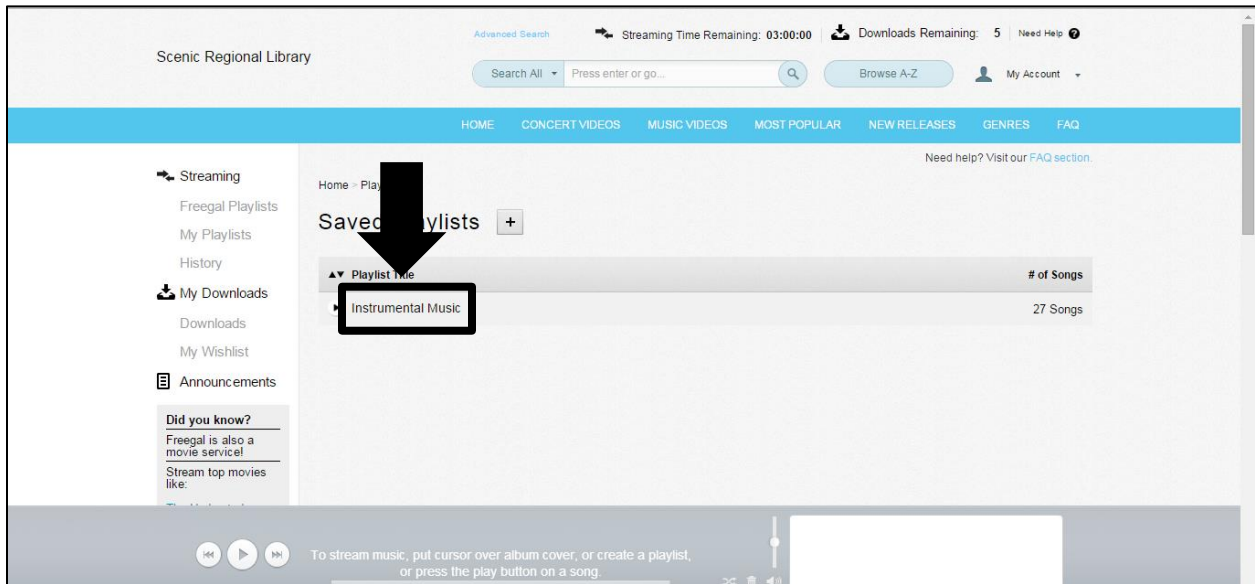 Advanced Search Streaming Time Remaining: 03:00:00 Downloads Remaining: 5 Need Help
Scenic Regional Library
Search All Press enter or go... Browse A-Z My Account
HOME CONCERT VIDEOS MUSIC VIDEOS MOST POPULAR NEW RELEASES GENRES FAQ
Need help? Visit our FAQ section.
Streaming
Freegal Playlists
My Playlists
History
My Downloads
Downloads
My Wishlist
Announcements
Did you know?
Freegal is also a
movie service!
Stream top movies
like:
Home >
Saved
Playlist Title # of Songs
Instrumental Music 27 Songs
To stream music, put cursor over album cover, or create a playlist,
or press the play button on a song.